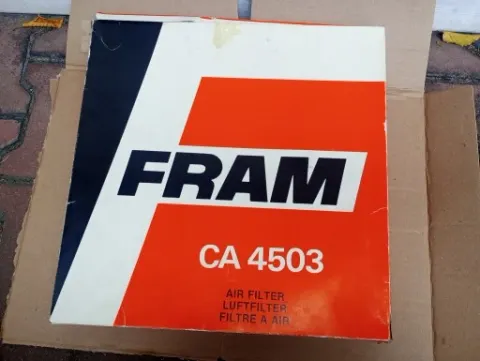 FRAM
CA 4503
AIR FILTER
LUFTFILTER
FILTRE A AIR